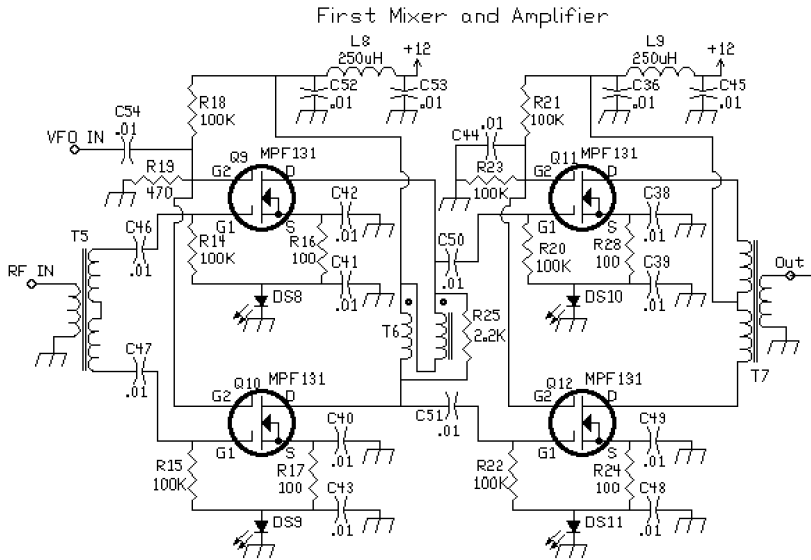 First Mixer and Amplifier
L8
250uH
+12
L9
250uH
+12
C52
.01
C53
.01
C36
.01
C45
.01
C54
.01
R18
100K
R21
100K
C44
.01
VFO IN
R19
470
Q9
MPF131
G2
D
G1
S
R23
100K
Q11
MPF131
G2
D
G1
S
C42
.01
C38
.01
C46
.01
R14
100K
R16
100
C41
.01
C50
.01
R20
100K
R28
100
C39
.01
T5
RF IN
DS8
T6
R25
2.2K
DS10
Out
T7
C47
.01
Q10
MPF131
G2
D
G1
S
C51
.01
Q12
MPF131
G2
D
G1
S
C40
.01
C49
.01
R15
100K
R17
100
C43
.01
R22
100K
R24
100
C48
.01
DS9
DS11